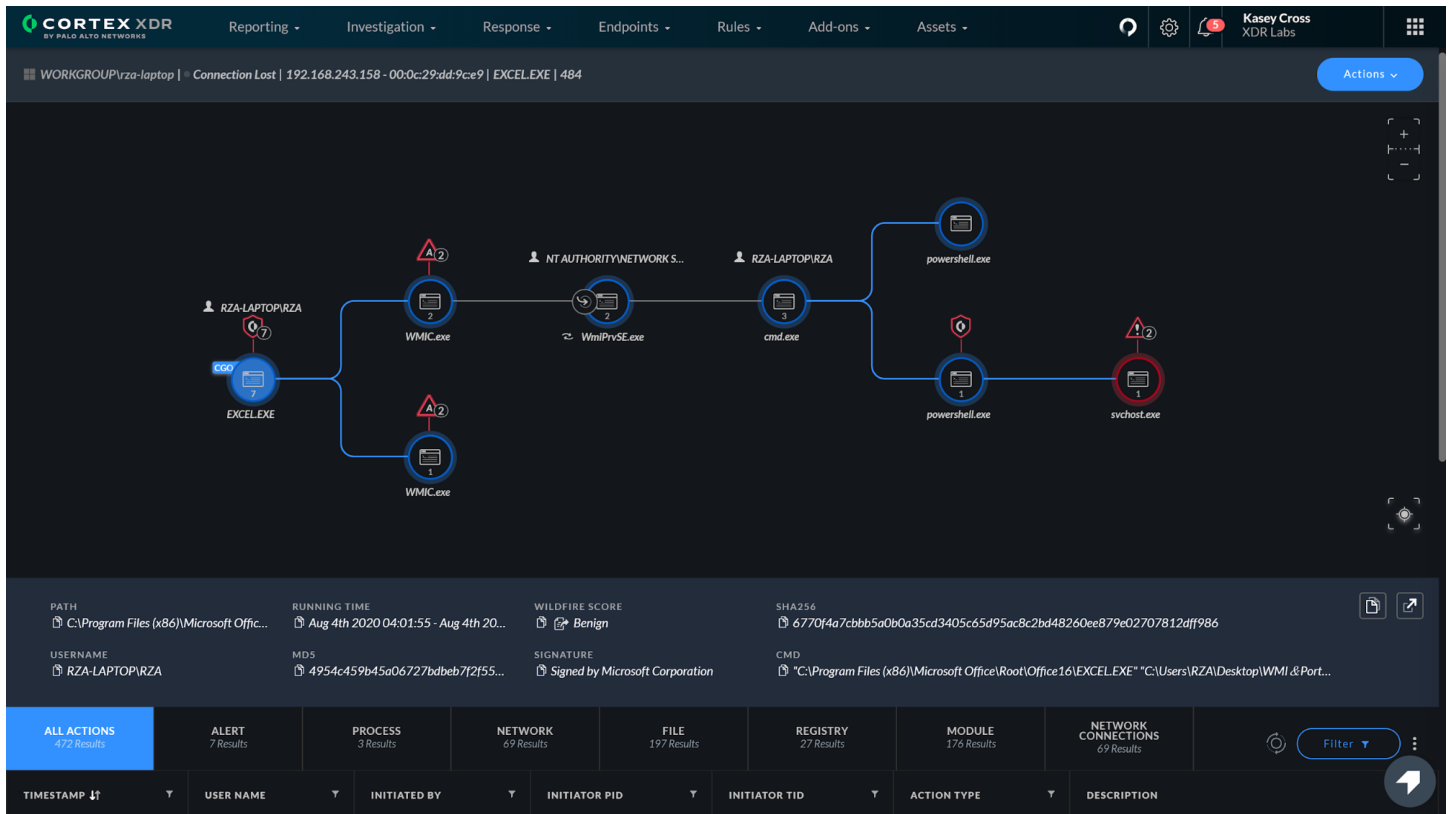 CORTEX XDR
BY PALO ALTO NETWORKS
Reporting
Investigation
Response
Endpoints
Rules
Add-ons
Assets
5
Kasey Cross
XDR Labs
WORKGROUP\rza-laptop | Connection Lost | 192.168.243.158 - 00:0c:29:dd:9c:e9 | EXCEL.EXE | 484
Actions
RZA-LAPTOP\RZA
7
CGO
7
EXCEL.EXE
A 2
2
WMIC.exe
A 2
1
WMIC.exe
NT AUTHORITY\NETWORK S...
2
WmiPrvSE.exe
RZA-LAPTOP\RZA
3
cmd.exe
powershell.exe
1
powershell.exe
2
1
svchost.exe
PATH
C:\Program Files (x86)\Microsoft Offic...
RUNNING TIME
Aug 4th 2020 04:01:55 - Aug 4th 20...
WILDFIRE SCORE
Benign
SHA256
6770f4a7cbbb5a0b0a35cd3405c65d95ac8c2bd48260ee879e02707812dff986
USERNAME
RZA-LAPTOP\RZA
MD5
4954c459b45a06727bdbeb7f2f55...
SIGNATURE
Signed by Microsoft Corporation
CMD
"C:\Program Files (x86)\Microsoft Office\Root\Office16\EXCEL.EXE" "C:\Users\RZA\Desktop\WMI &Port...
ALL ACTIONS
472 Results
ALERT
7 Results
PROCESS
3 Results
NETWORK
69 Results
FILE
197 Results
REGISTRY
27 Results
MODULE
176 Results
NETWORK
CONNECTIONS
69 Results
Filter
TIMESTAMP
USER NAME
INITIATED BY
INITIATOR PID
INITIATOR TID
ACTION TYPE
DESCRIPTION